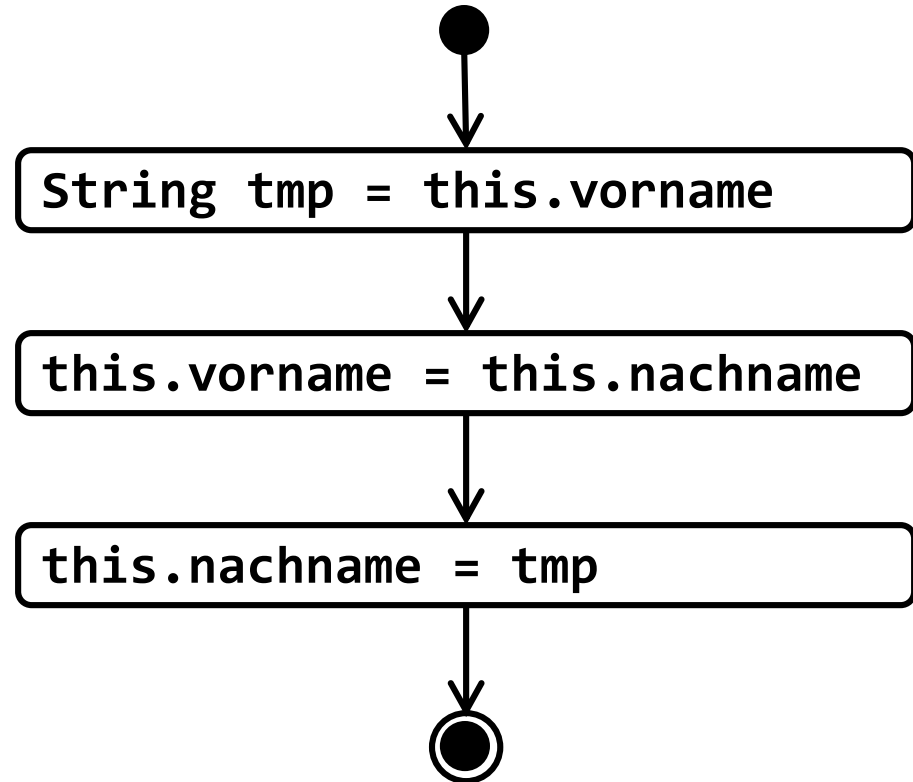 String tmp = this.vorname
this.vorname = this.nachname
this.nachname = tmp